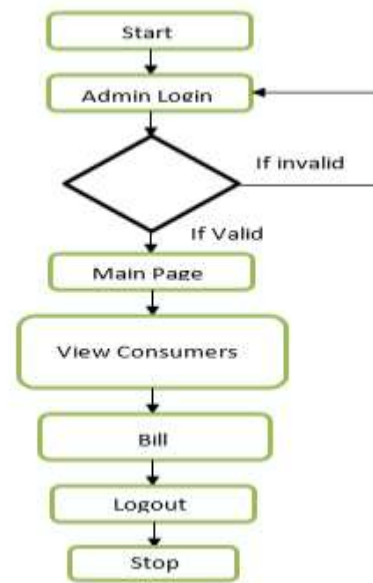 Start
Admin Login
If invalid
If Valid
Main Page
View Consumers
Bill
Logout
Stop